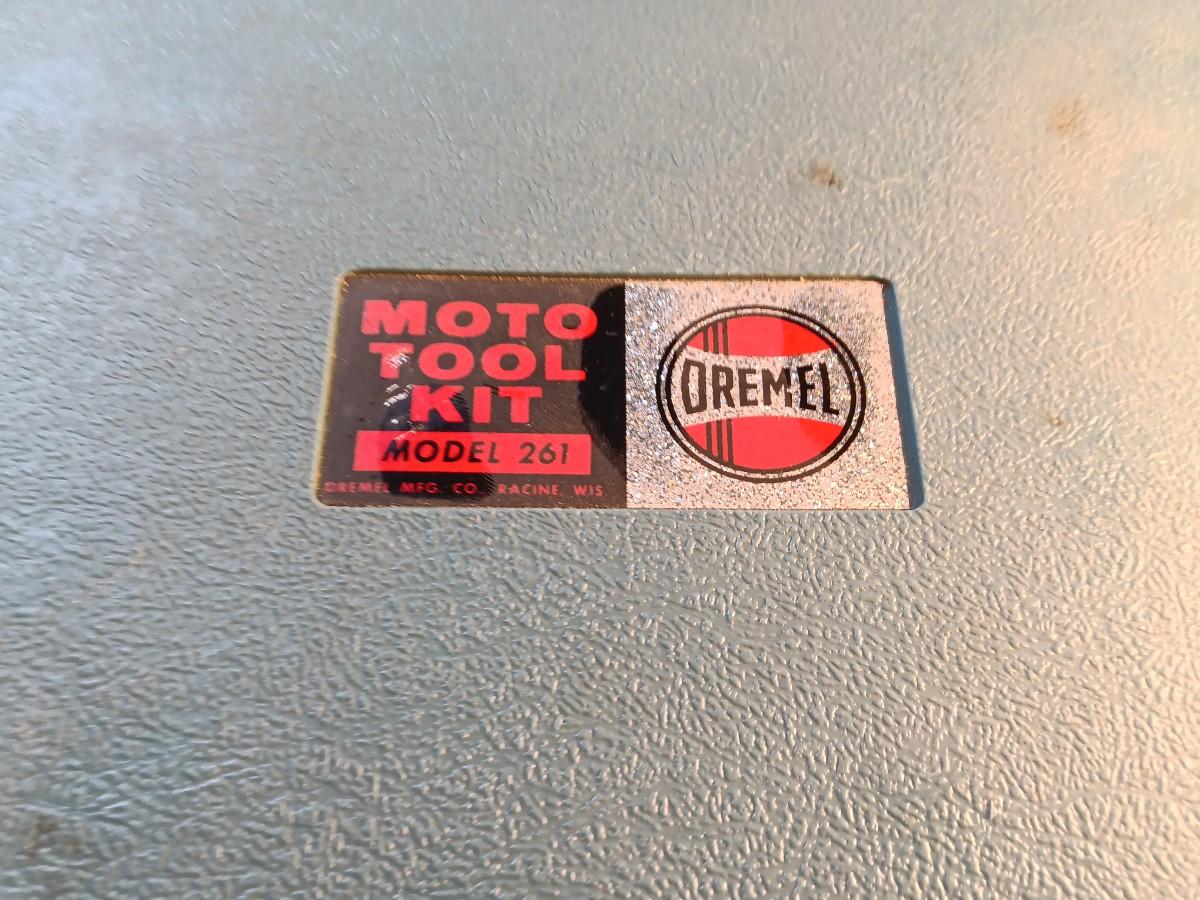 MOTO
TOOL
KIT
MODEL 261
DREMEL MFG. CO. RACINE, WIS
DREMEL